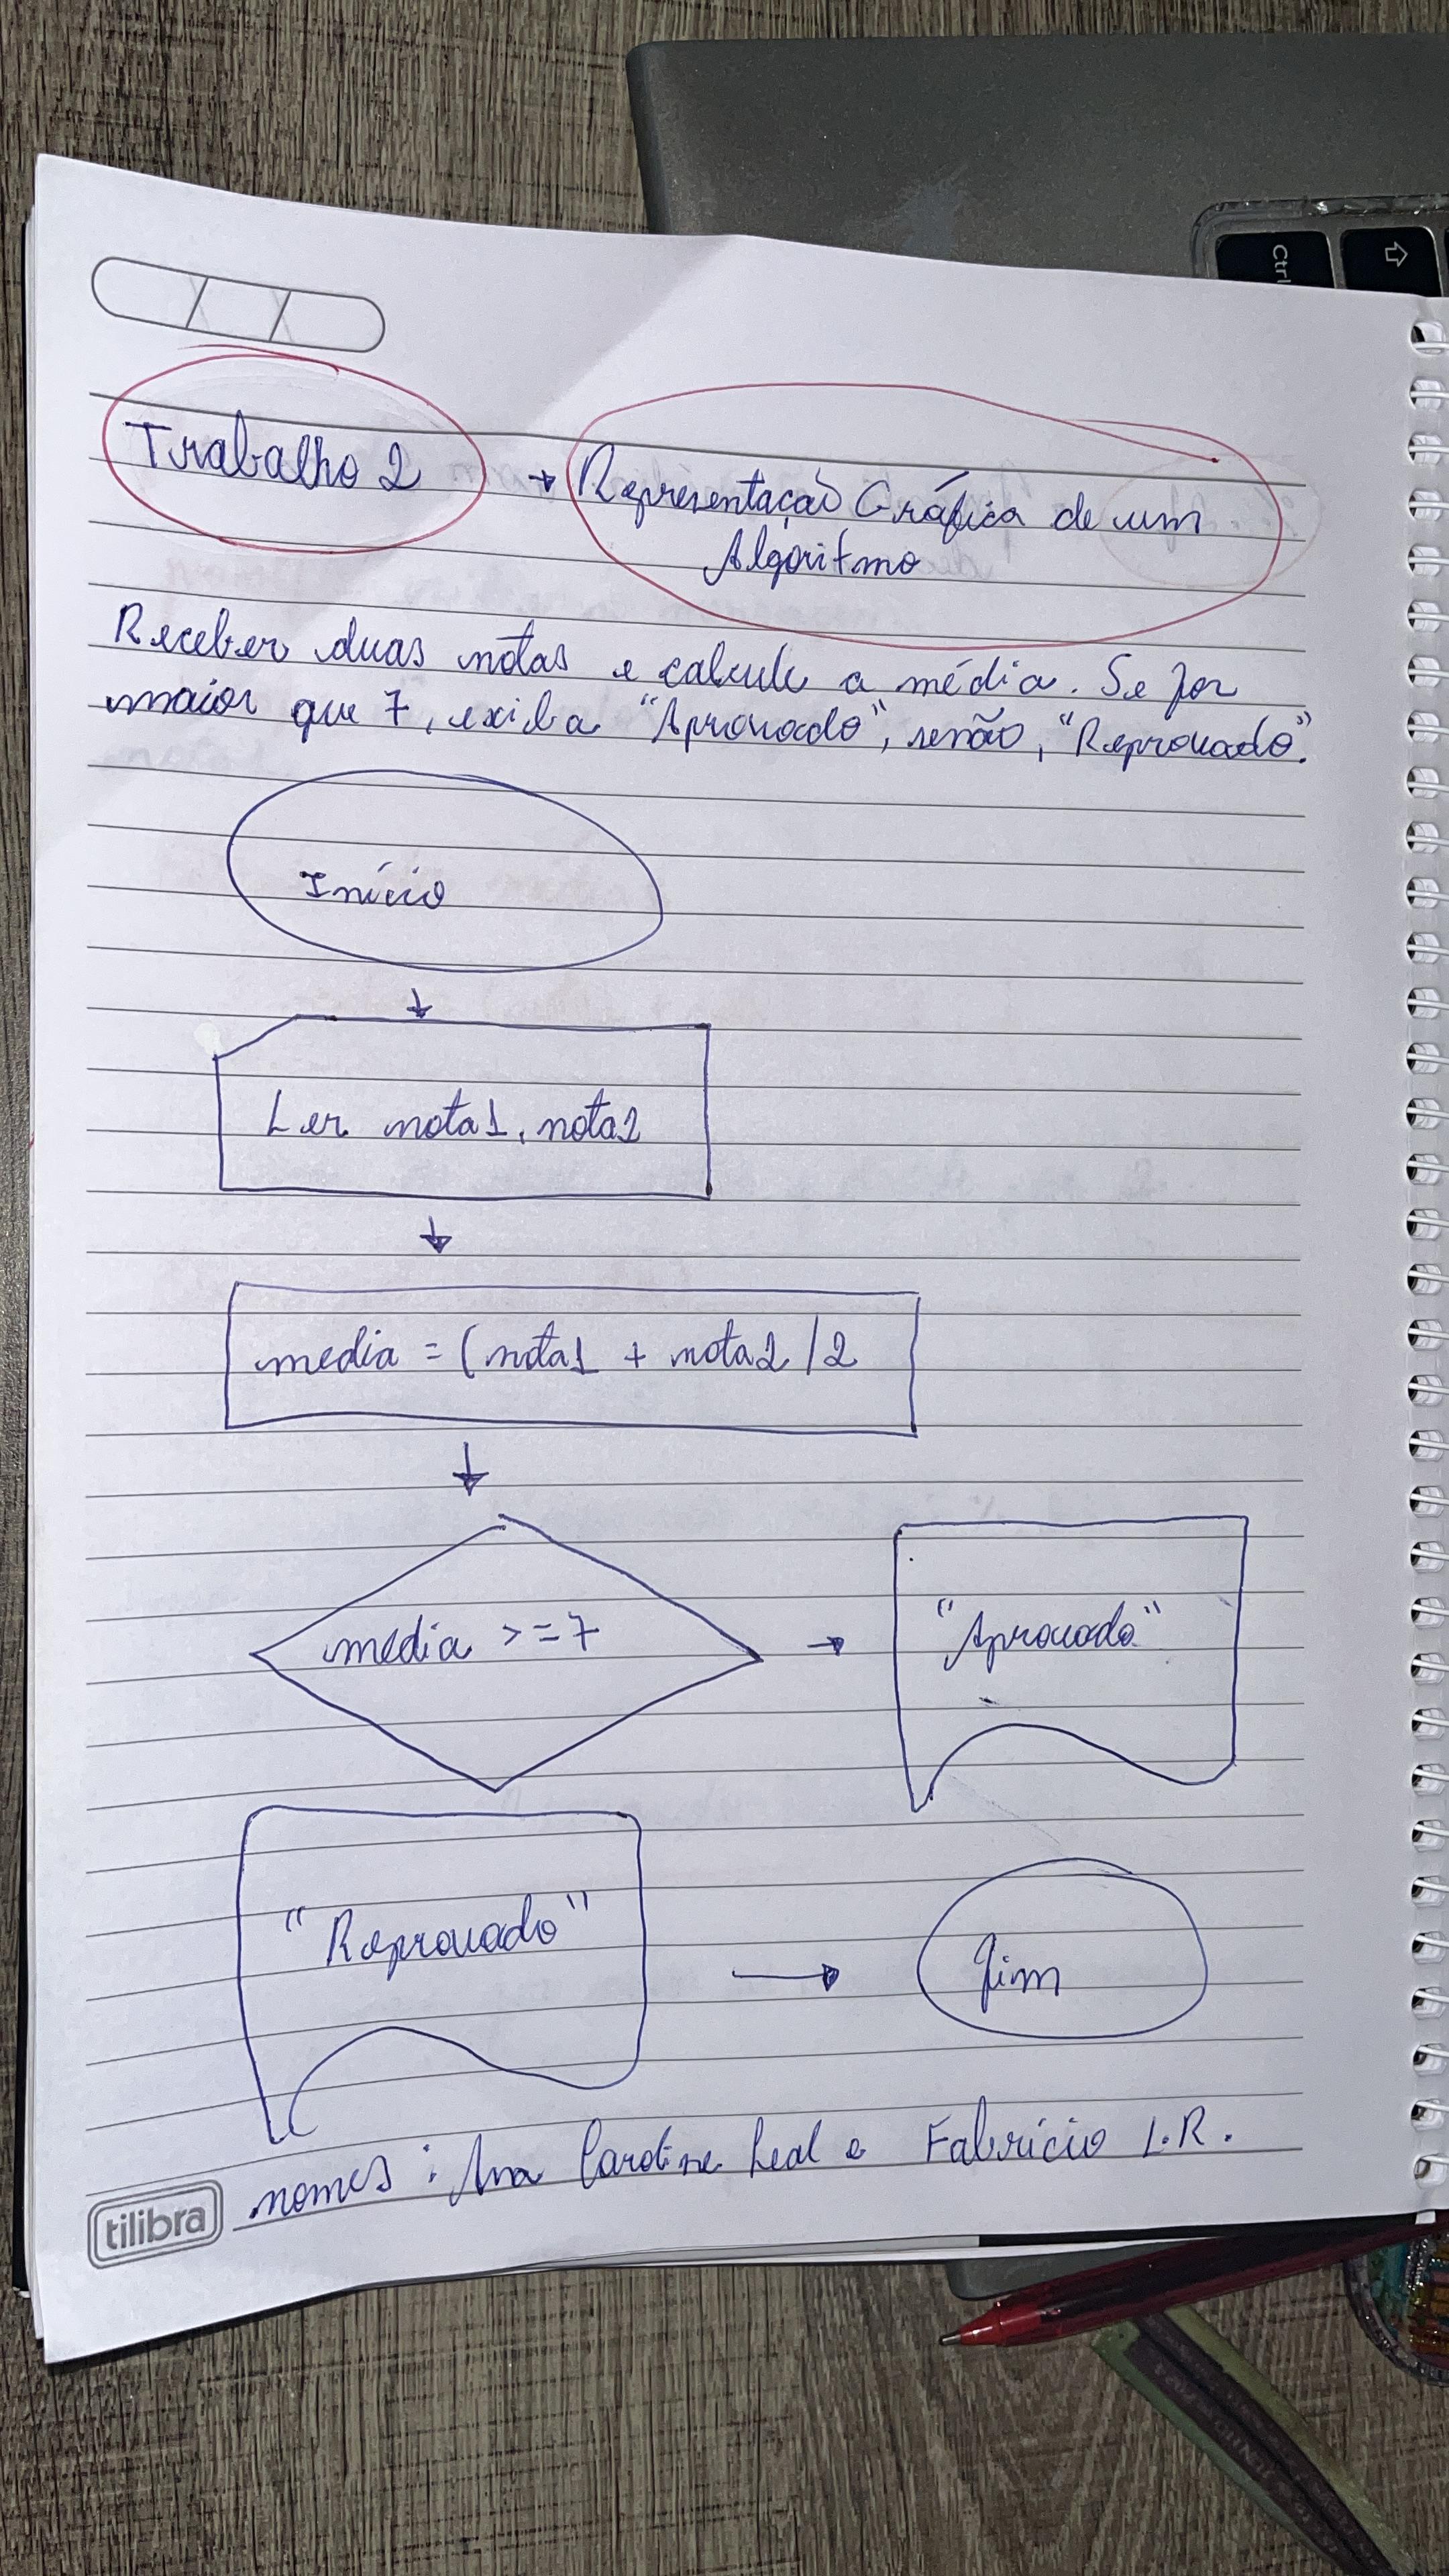 Ctrl
Trabalho 2 → Representação Gráfica de um
Algoritmo
Receber duas notas e calcule a média. Se for
maior que 7, exiba "Aprovado", senão, "Reprovado".
Início
Ler nota1, nota2
media = (nota1 + nota2 /2
media >=7 → "Aprovado"
"Reprovado" → fim
nomes : Ana Caroline Leal e Fabrício L.R.
tilibra